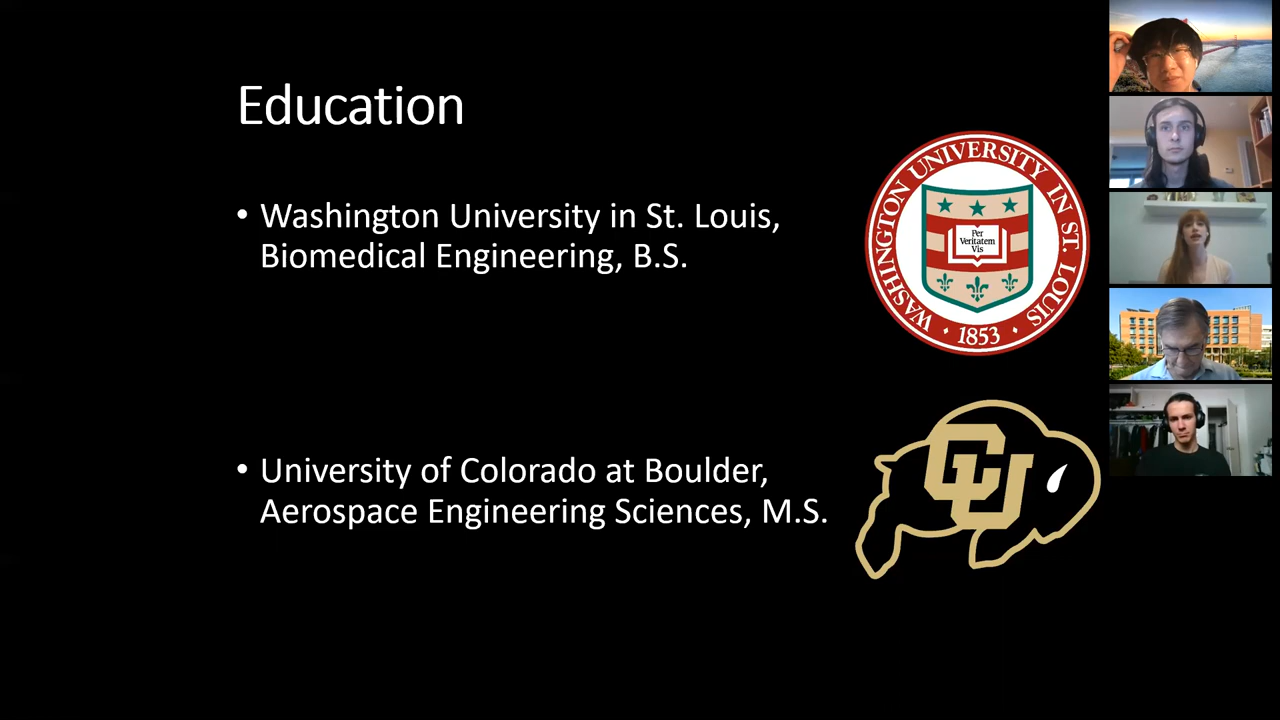 Education
• Washington University in St. Louis,
Biomedical Engineering, B.S.
WASHINGTON UNIVERSITY IN ST. LOUIS
Per
Veritatem
Vis
· 1853 ·
• University of Colorado at Boulder,
Aerospace Engineering Sciences, M.S.
CU